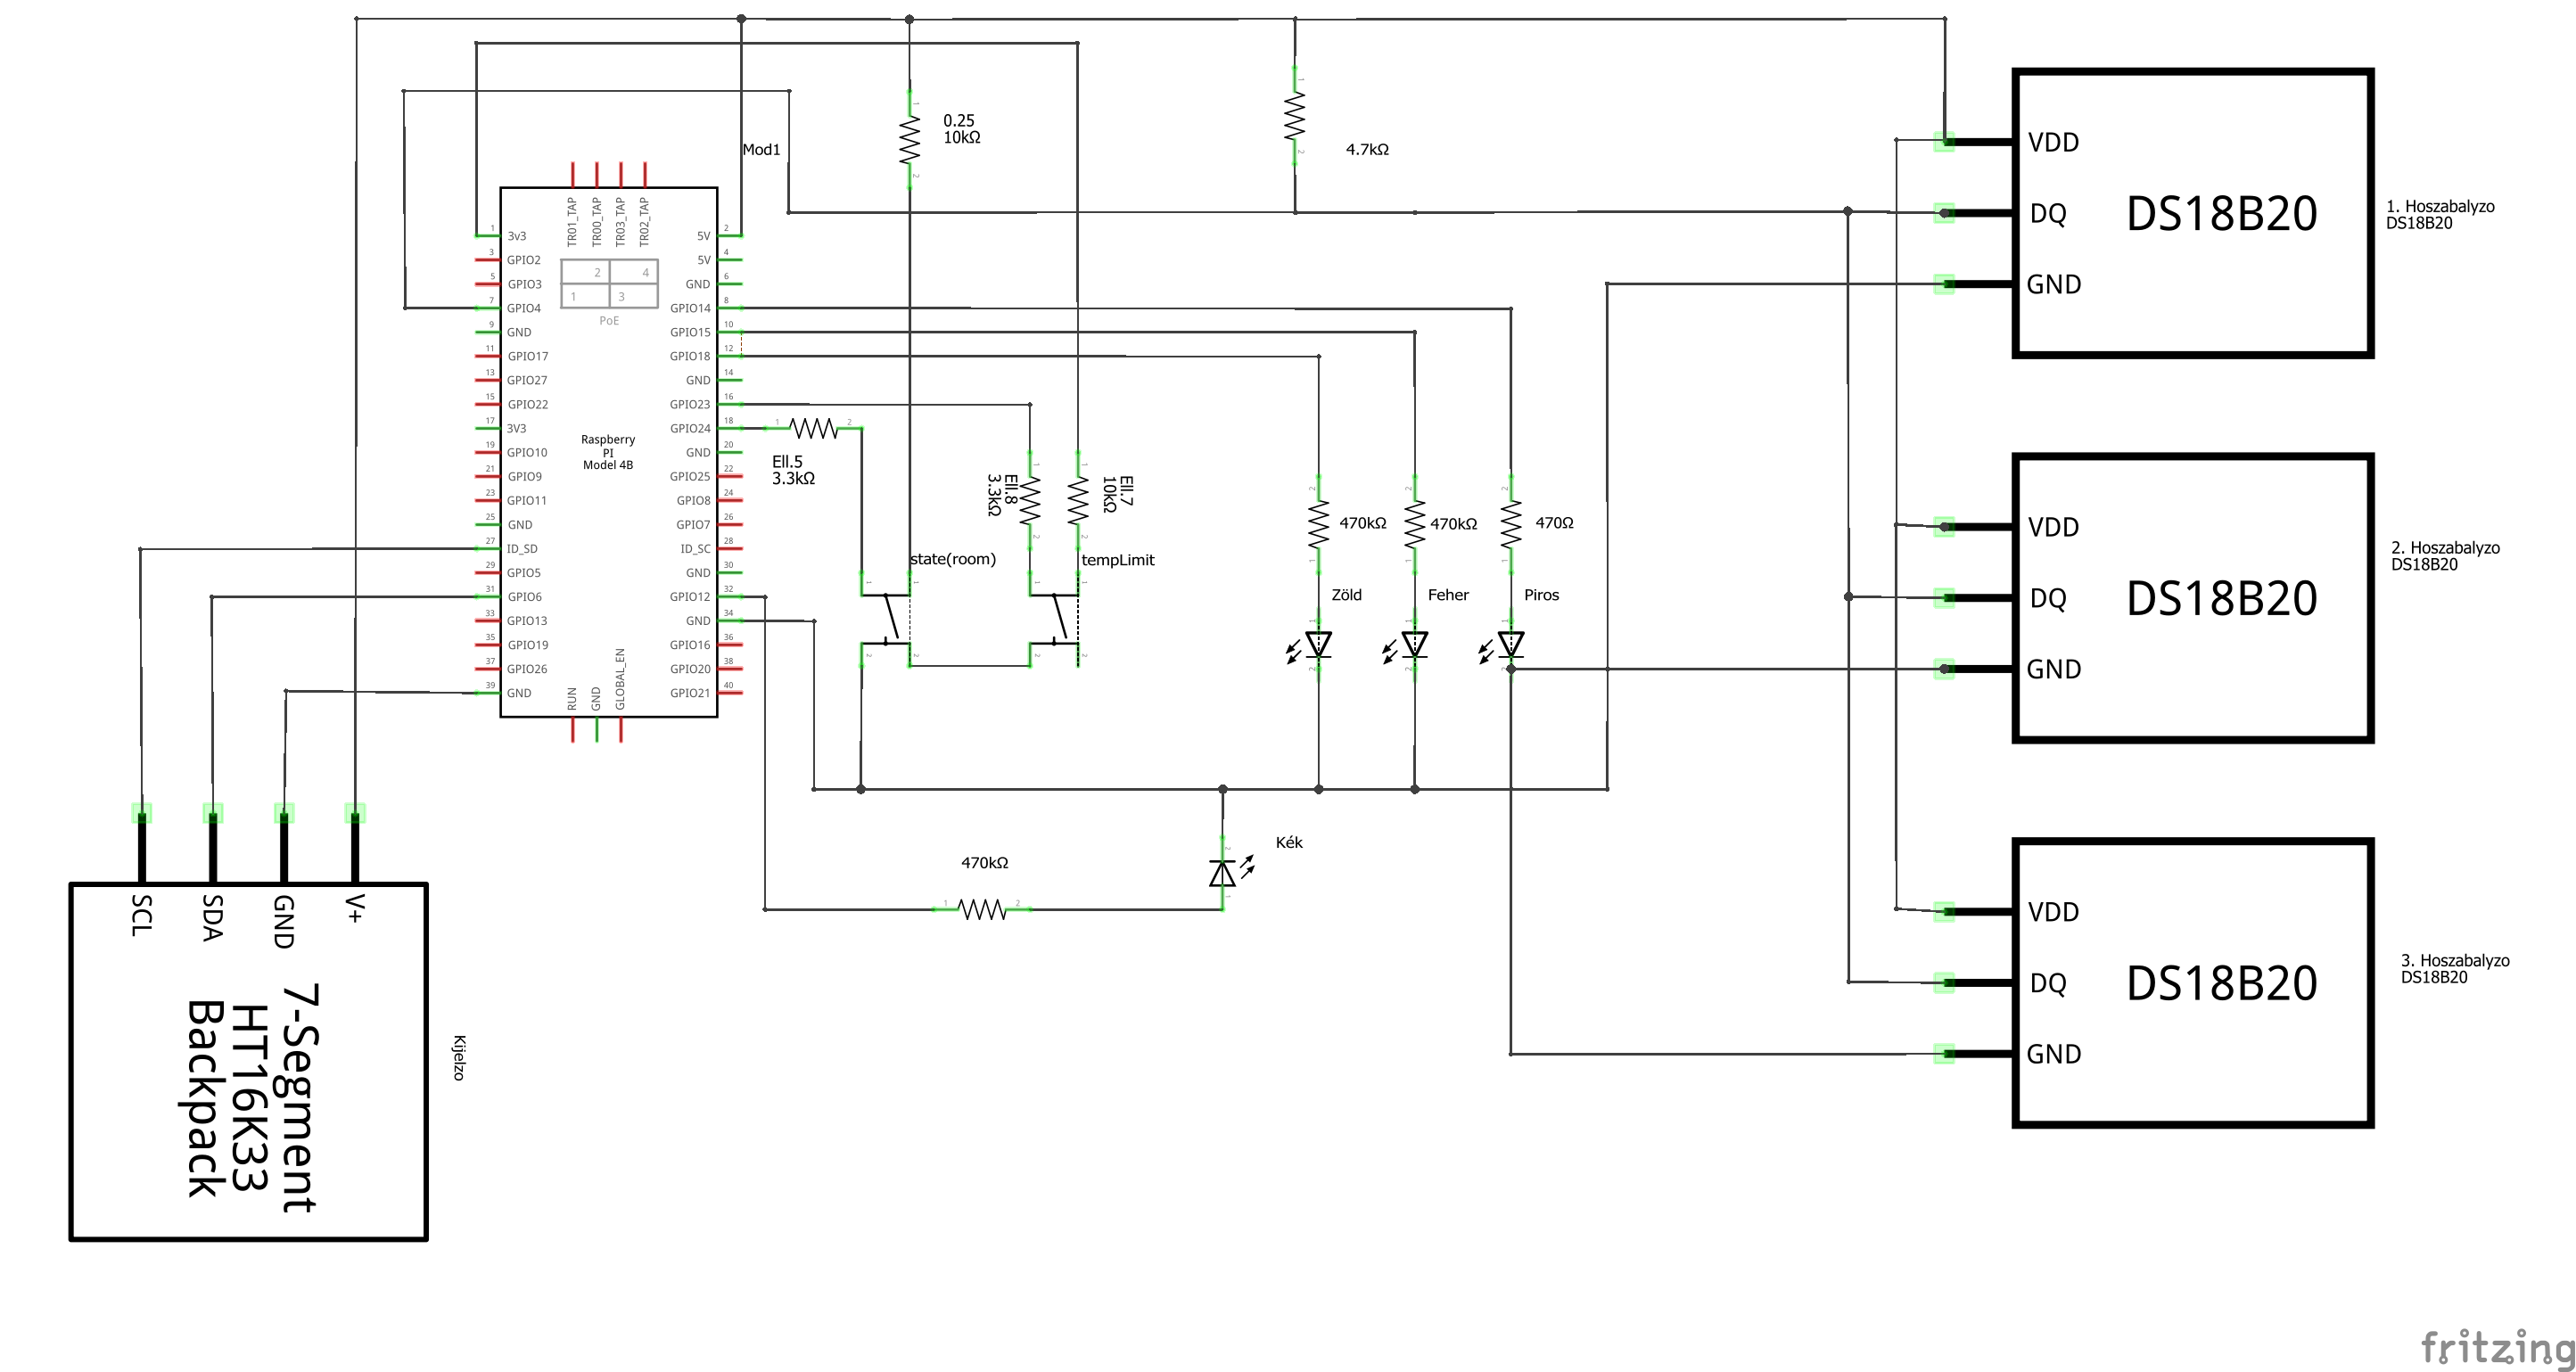 0.25
10kΩ
Mod1
4.7kΩ
TR01_TAP
TR00_TAP
TR03_TAP
TR02_TAP
2
4
1
3
PoE
Raspberry
PI
Model 4B
1 3v3
3 GPIO2
5 GPIO3
7 GPIO4
9 GND
11 GPIO17
13 GPIO27
15 GPIO22
17 3V3
19 GPIO10
21 GPIO9
23 GPIO11
25 GND
27 ID_SD
29 GPIO5
31 GPIO6
33 GPIO13
35 GPIO19
37 GPIO26
39 GND
5V 2
5V 4
GND 6
GPIO14 8
GPIO15 10
GPIO18 12
GND 14
GPIO23 16
GPIO24 18
GND 20
GPIO25 22
GPIO8 24
GPIO7 26
ID_SC 28
GND 30
GPIO12 32
GND 34
GPIO16 36
GPIO20 38
GPIO21 40
RUN
GND
GLOBAL_EN
1 2
Ell.5
3.3kΩ
Ell.8
3.3kΩ
Ell.7
10kΩ
state(room)
tempLimit
470kΩ
470kΩ
470Ω
Zöld
Feher
Piros
Kék
470kΩ
1 2
VDD
DQ
GND
DS18B20
1. Hoszabalyzo
DS18B20
VDD
DQ
GND
DS18B20
2. Hoszabalyzo
DS18B20
VDD
DQ
GND
DS18B20
3. Hoszabalyzo
DS18B20
SCL
SDA
GND
V+
7-Segment
HT16K33
Backpack
Kijelzo
fritzing